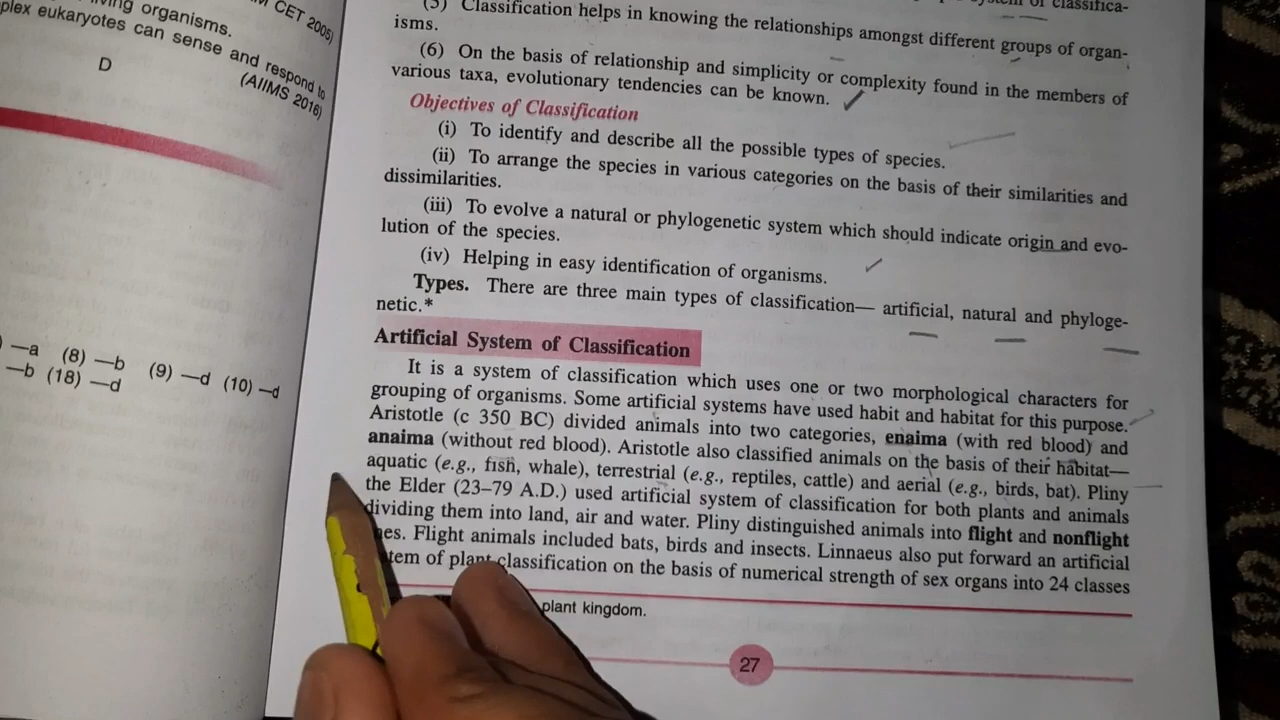 CET 2005)
living organisms.
plex eukaryotes can sense and respond to
(AIIMS 2016)
D
—a (8) —b (9) —d (10) —d
—b (18) —d
of classifica-
(5) Classification helps in knowing the relationships amongst different groups of organ-
isms.
(6) On the basis of relationship and simplicity or complexity found in the members of
various taxa, evolutionary tendencies can be known.
Objectives of Classification
(i) To identify and describe all the possible types of species.
(ii) To arrange the species in various categories on the basis of their similarities and
dissimilarities.
(iii) To evolve a natural or phylogenetic system which should indicate origin and evo-
lution of the species.
(iv) Helping in easy identification of organisms.
Types. There are three main types of classification— artificial, natural and phyloge-
netic.*
Artificial System of Classification
It is a system of classification which uses one or two morphological characters for
grouping of organisms. Some artificial systems have used habit and habitat for this purpose.
Aristotle (c 350 BC) divided animals into two categories, enaima (with red blood) and
anaima (without red blood). Aristotle also classified animals on the basis of their habitat—
aquatic (e.g., fish, whale), terrestrial (e.g., reptiles, cattle) and aerial (e.g., birds, bat). Pliny
the Elder (23–79 A.D.) used artificial system of classification for both plants and animals
dividing them into land, air and water. Pliny distinguished animals into flight and nonflight
nes. Flight animals included bats, birds and insects. Linnaeus also put forward an artificial
tem of plant classification on the basis of numerical strength of sex organs into 24 classes
plant kingdom.
27